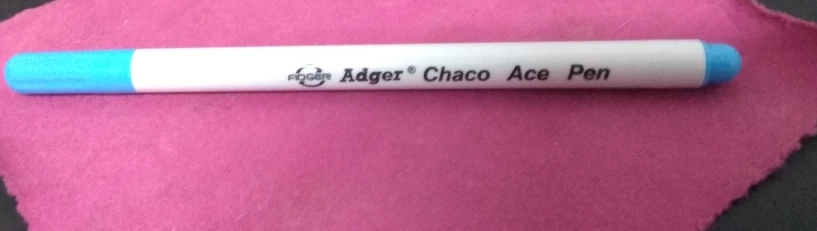 ADGER Adger® Chaco Ace Pen